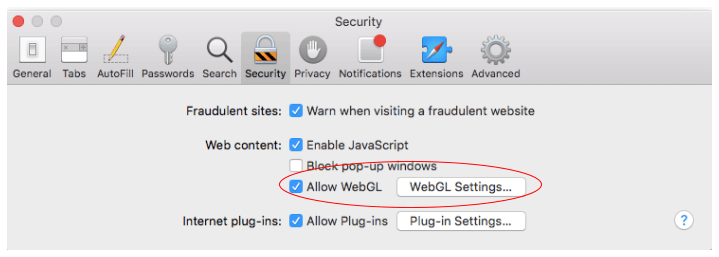 Security
General Tabs AutoFill Passwords Search Security Privacy Notifications Extensions Advanced
Fraudulent sites: Warn when visiting a fraudulent website
Web content: Enable JavaScript
Block pop-up windows
Allow WebGL WebGL Settings...
Internet plug-ins: Allow Plug-ins Plug-in Settings... ?